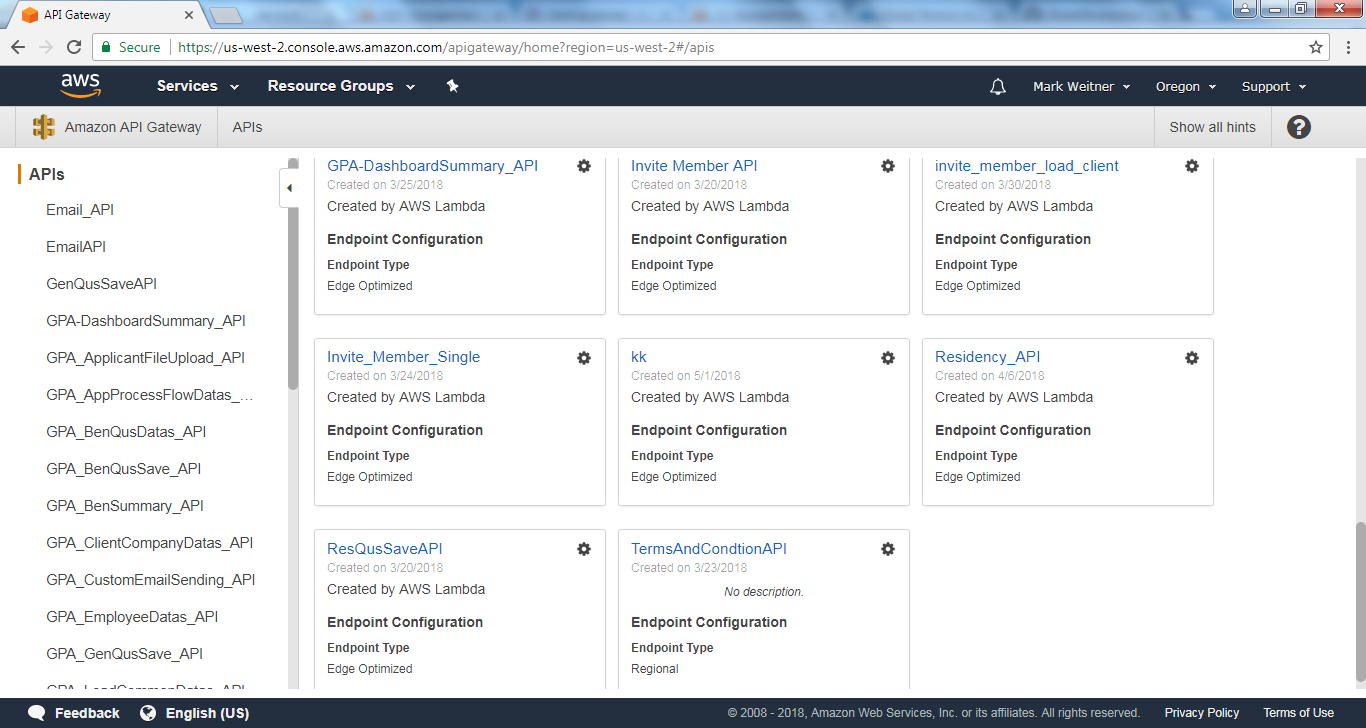 API Gateway
Secure
https://us-west-2.console.aws.amazon.com/apigateway/home?region=us-west-2#/apis
aws
Services
Resource Groups
Mark Weitner
Oregon
Support
Amazon API Gateway
APIs
Show all hints
?
APIs
Email_API
EmailAPI
GenQusSaveAPI
GPA-DashboardSummary_API
GPA_ApplicantFileUpload_API
GPA_AppProcessFlowDatas_...
GPA_BenQusDatas_API
GPA_BenQusSave_API
GPA_BenSummary_API
GPA_ClientCompanyDatas_API
GPA_CustomEmailSending_API
GPA_EmployeeDatas_API
GPA_GenQusSave_API
GPA-DashboardSummary_API
Created on 3/25/2018
Created by AWS Lambda
Endpoint Configuration
Endpoint Type
Edge Optimized
Invite Member API
Created on 3/20/2018
Created by AWS Lambda
Endpoint Configuration
Endpoint Type
Edge Optimized
invite_member_load_client
Created on 3/30/2018
Created by AWS Lambda
Endpoint Configuration
Endpoint Type
Edge Optimized
Invite_Member_Single
Created on 3/24/2018
Created by AWS Lambda
Endpoint Configuration
Endpoint Type
Edge Optimized
kk
Created on 5/1/2018
Created by AWS Lambda
Endpoint Configuration
Endpoint Type
Edge Optimized
Residency_API
Created on 4/6/2018
Created by AWS Lambda
Endpoint Configuration
Endpoint Type
Edge Optimized
ResQusSaveAPI
Created on 3/20/2018
Created by AWS Lambda
Endpoint Configuration
Endpoint Type
Edge Optimized
TermsAndCondtionAPI
Created on 3/23/2018
No description.
Endpoint Configuration
Endpoint Type
Regional
Feedback
English (US)
© 2008 - 2018, Amazon Web Services, Inc. or its affiliates. All rights reserved.
Privacy Policy
Terms of Use